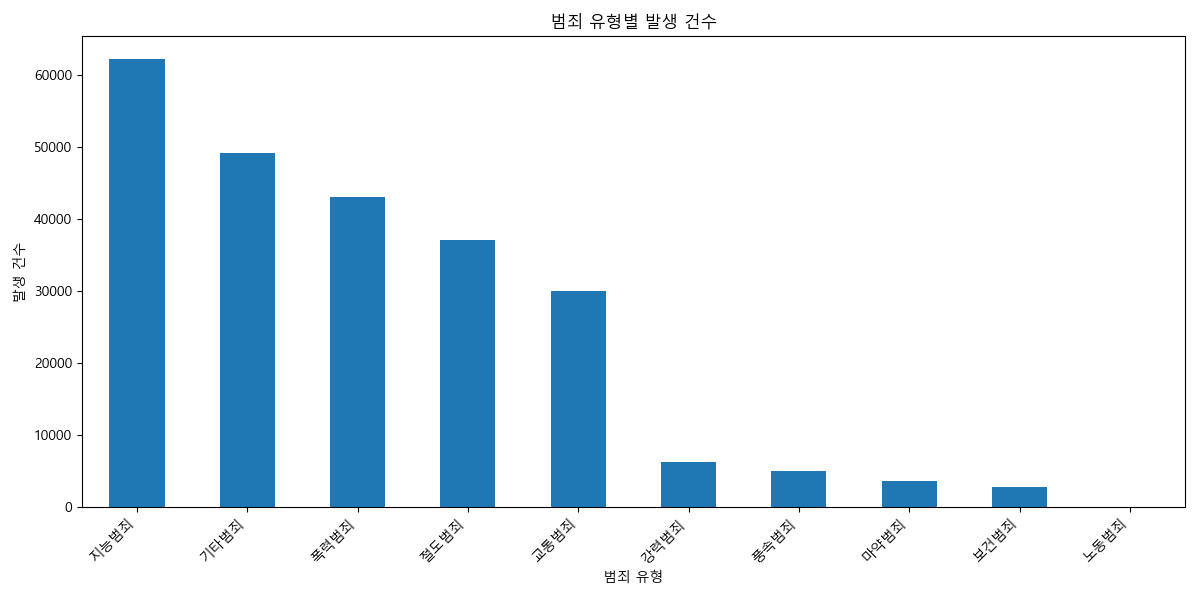 범죄 유형별 발생 건수
발생 건수
60000
50000
40000
30000
20000
10000
0
지능범죄
기타범죄
폭력범죄
절도범죄
교통범죄
강력범죄
풍속범죄
마약범죄
보건범죄
노동범죄
범죄 유형